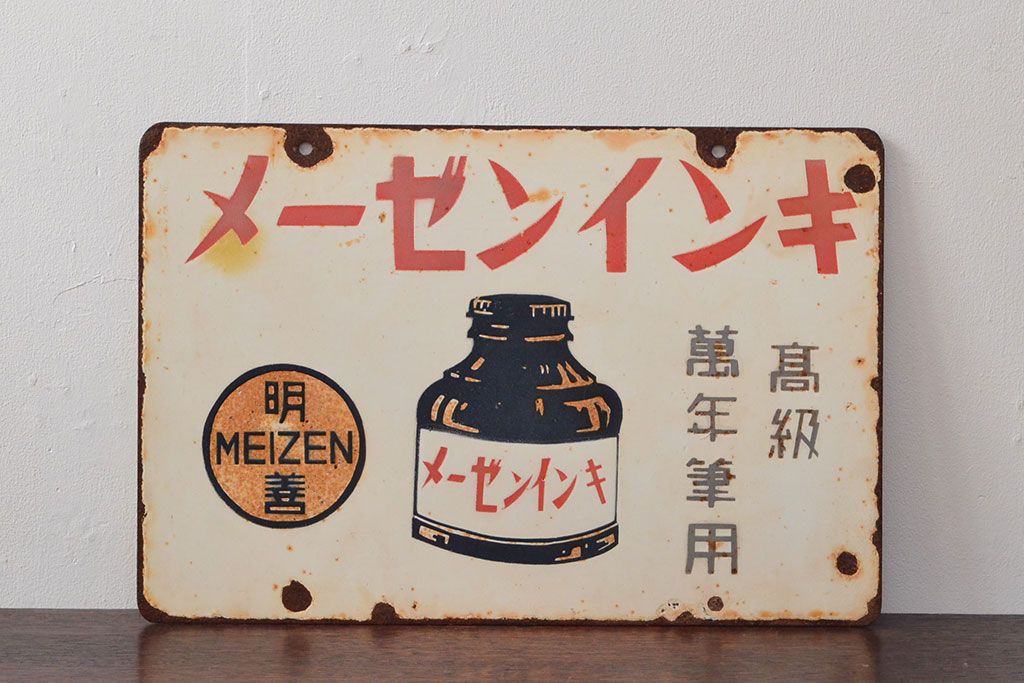 メーゼンインキ
高級
萬年筆用
明
MEIZEN
善
メーゼンインキ